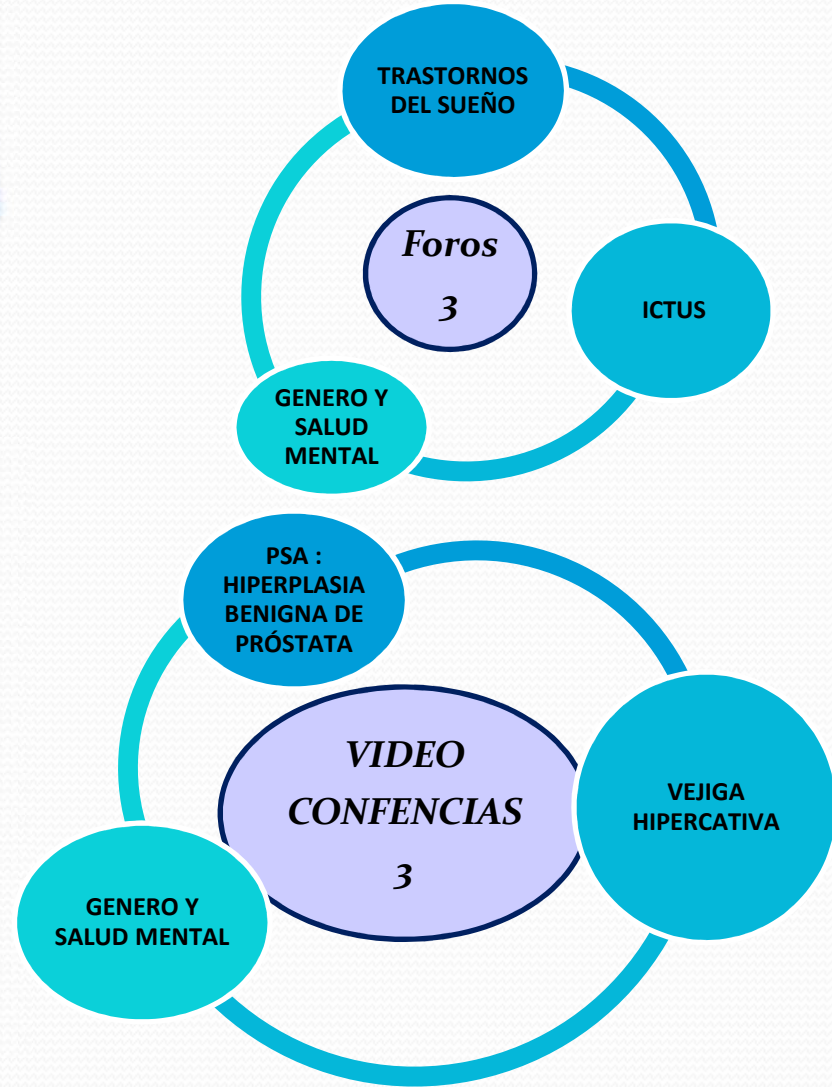 TRASTORNOS
DEL SUEÑO
Foros
3
ICTUS
GENERO Y
SALUD
MENTAL
PSA :
HIPERPLASIA
BENIGNA DE
PRÓSTATA
VIDEO
CONFENCIAS
3
VEJIGA
HIPERCATIVA
GENERO Y
SALUD MENTAL